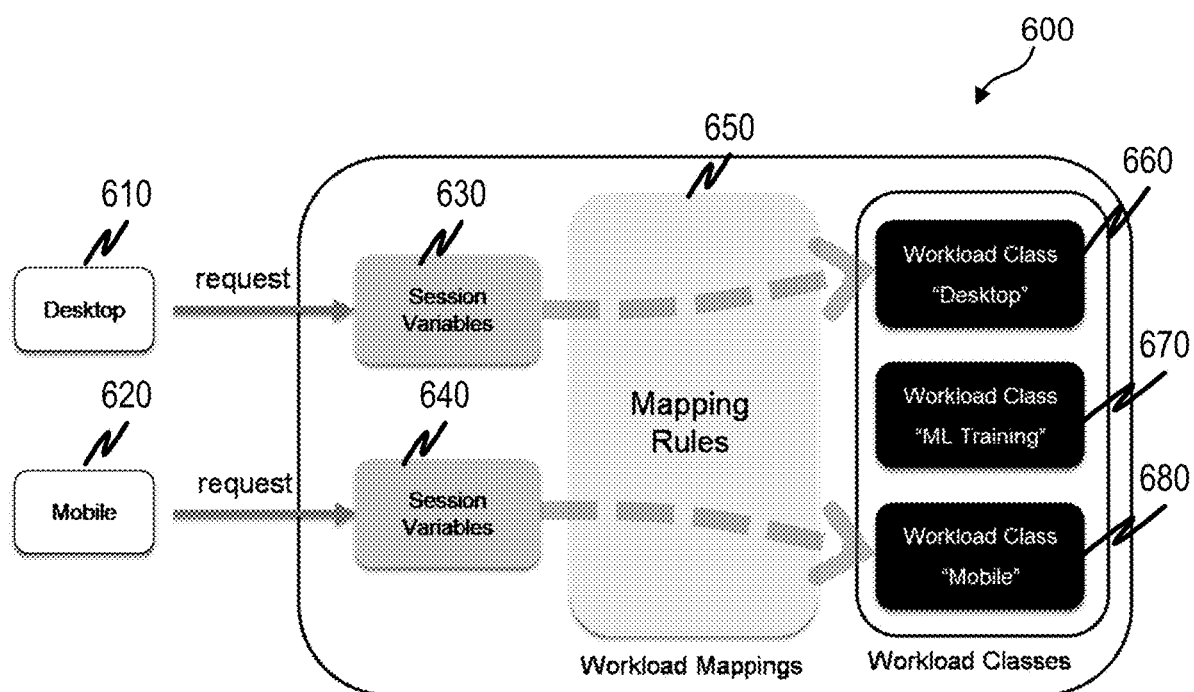 600
650
660
610
630
request
Desktop
Session
Variables
Workload Class
“Desktop”
670
620
640
Mapping
Rules
Workload Class
“ML Training”
680
request
Mobile
Session
Variables
Workload Class
“Mobile”
Workload Mappings
Workload Classes